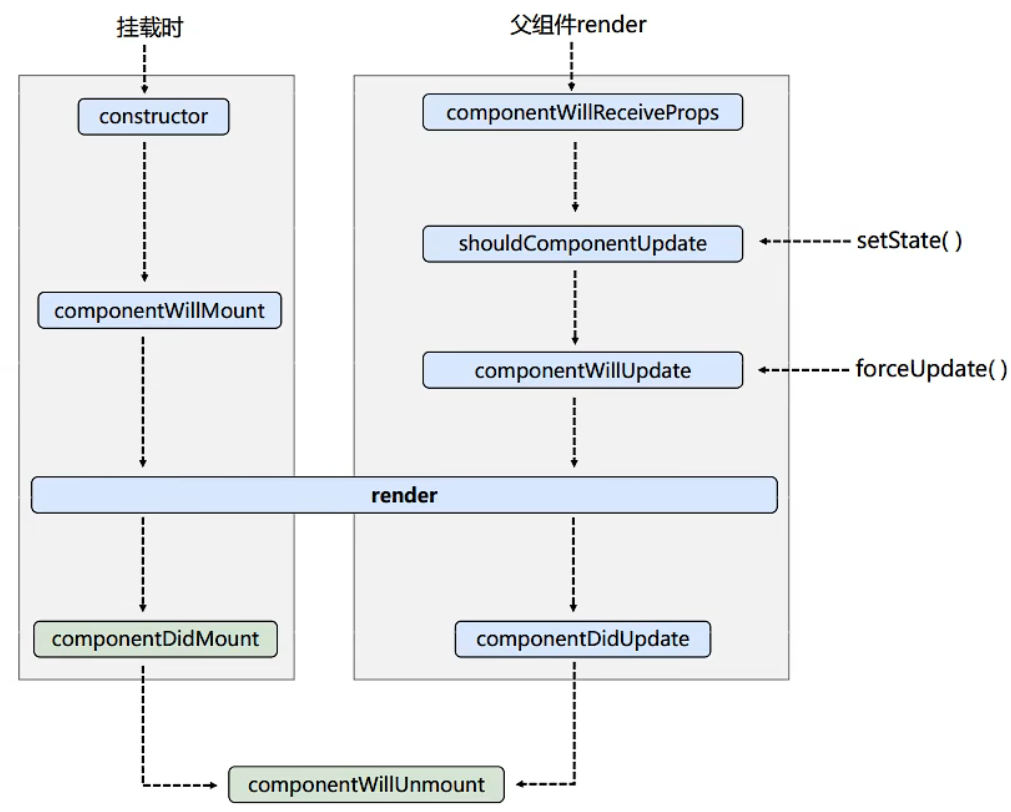 挂载时
父组件render
constructor
componentWillReceiveProps
shouldComponentUpdate
setState( )
componentWillMount
componentWillUpdate
forceUpdate( )
render
componentDidMount
componentDidUpdate
componentWillUnmount